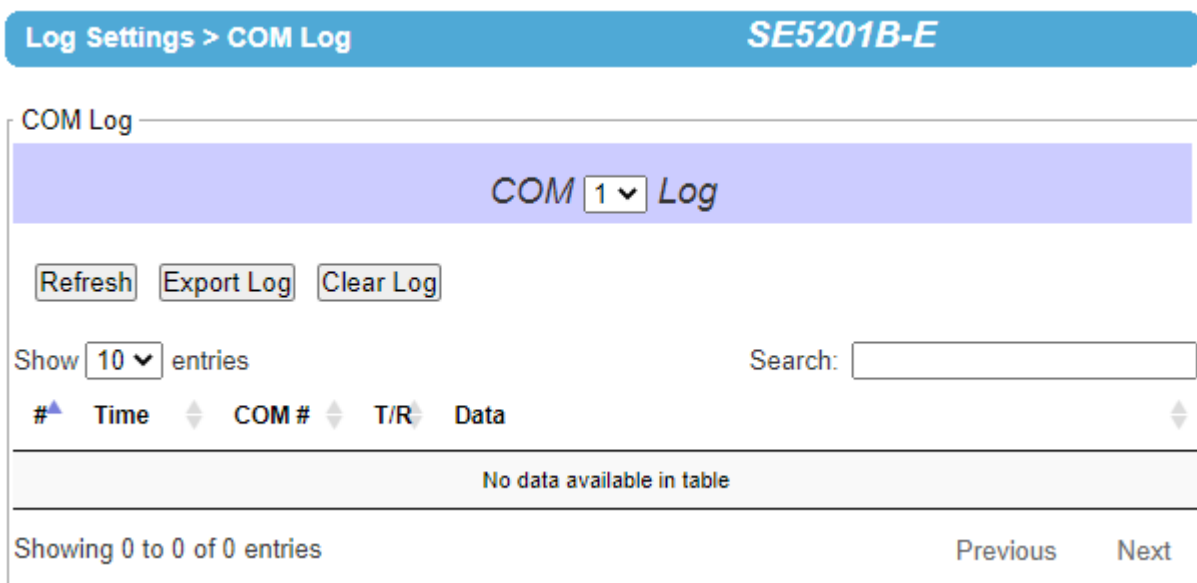 Log Settings > COM Log SE5201B-E
COM Log
COM 1 Log
Refresh Export Log Clear Log
Show 10 entries Search:
# Time COM # T/R Data
No data available in table
Showing 0 to 0 of 0 entries Previous Next